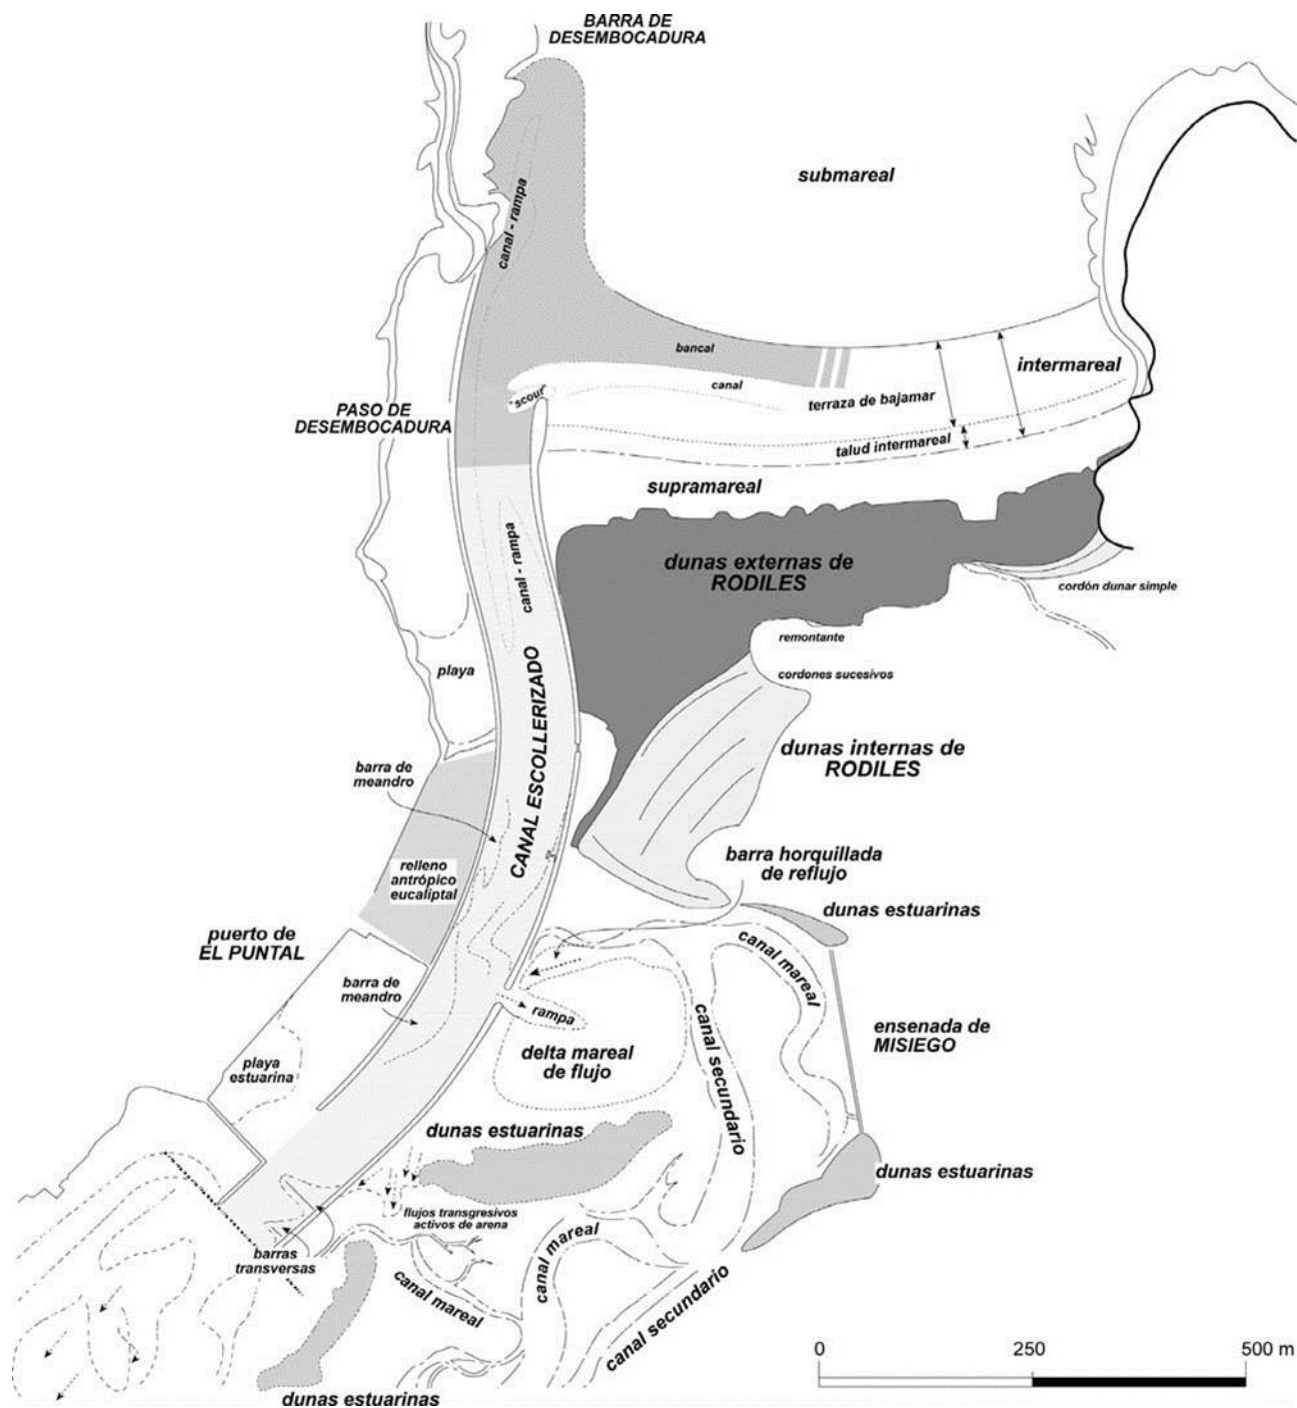 BARRA DE
DESEMBOCADURA
submareal
canal - rampa
bancal
intermareal
canal
"scour"
terraza de bajamar
PASO DE
DESEMBOCADURA
talud intermareal
supramareal
canal - rampa
dunas externas de
RODILES
cordón dunar simple
remontante
playa
cordones sucesivos
CANAL ESCOLLERIZADO
dunas internas de
RODILES
barra de
meandro
relleno
antrópico
eucaliptal
barra horquillada
de reflujo
dunas estuarinas
puerto de
EL PUNTAL
canal mareal
barra de
meandro
rampa
canal secundario
ensenada de
MISIEGO
delta mareal
de flujo
playa
estuarina
dunas estuarinas
dunas estuarinas
flujos transgresivos
activos de arena
canal mareal
barras
transversas
canal mareal
canal secundario
dunas estuarinas
0 250 500 m